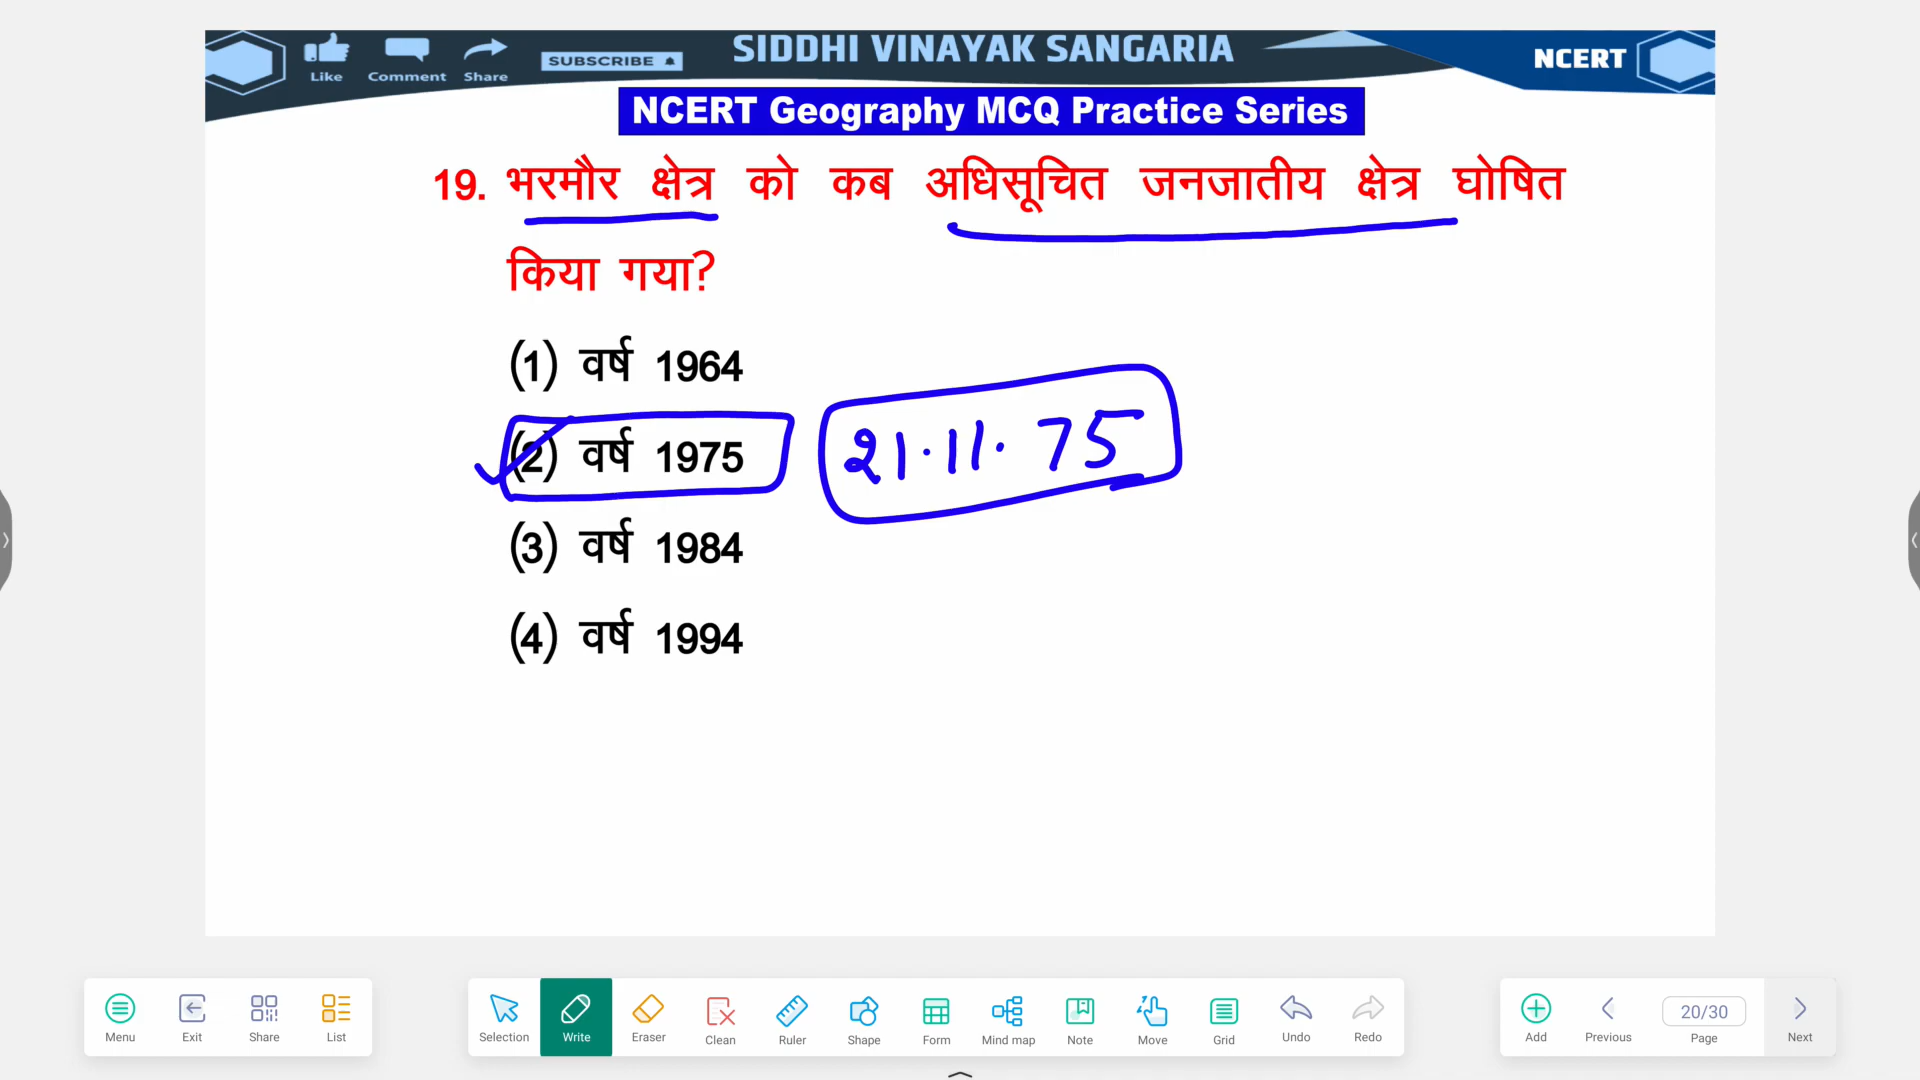 Like Comment Share SUBSCRIBE SIDDHI VINAYAK SANGARIA NCERT
NCERT Geography MCQ Practice Series
19. भरमौर क्षेत्र को कब अधिसूचित जनजातीय क्षेत्र घोषित
किया गया?
(1) वर्ष 1964
(2) वर्ष 1975 21.11.75
(3) वर्ष 1984
(4) वर्ष 1994
20/30
Menu Exit Share List Selection Write Eraser Clean Ruler Shape Form Mind map Note Move Grid Undo Redo Add Previous Page Next